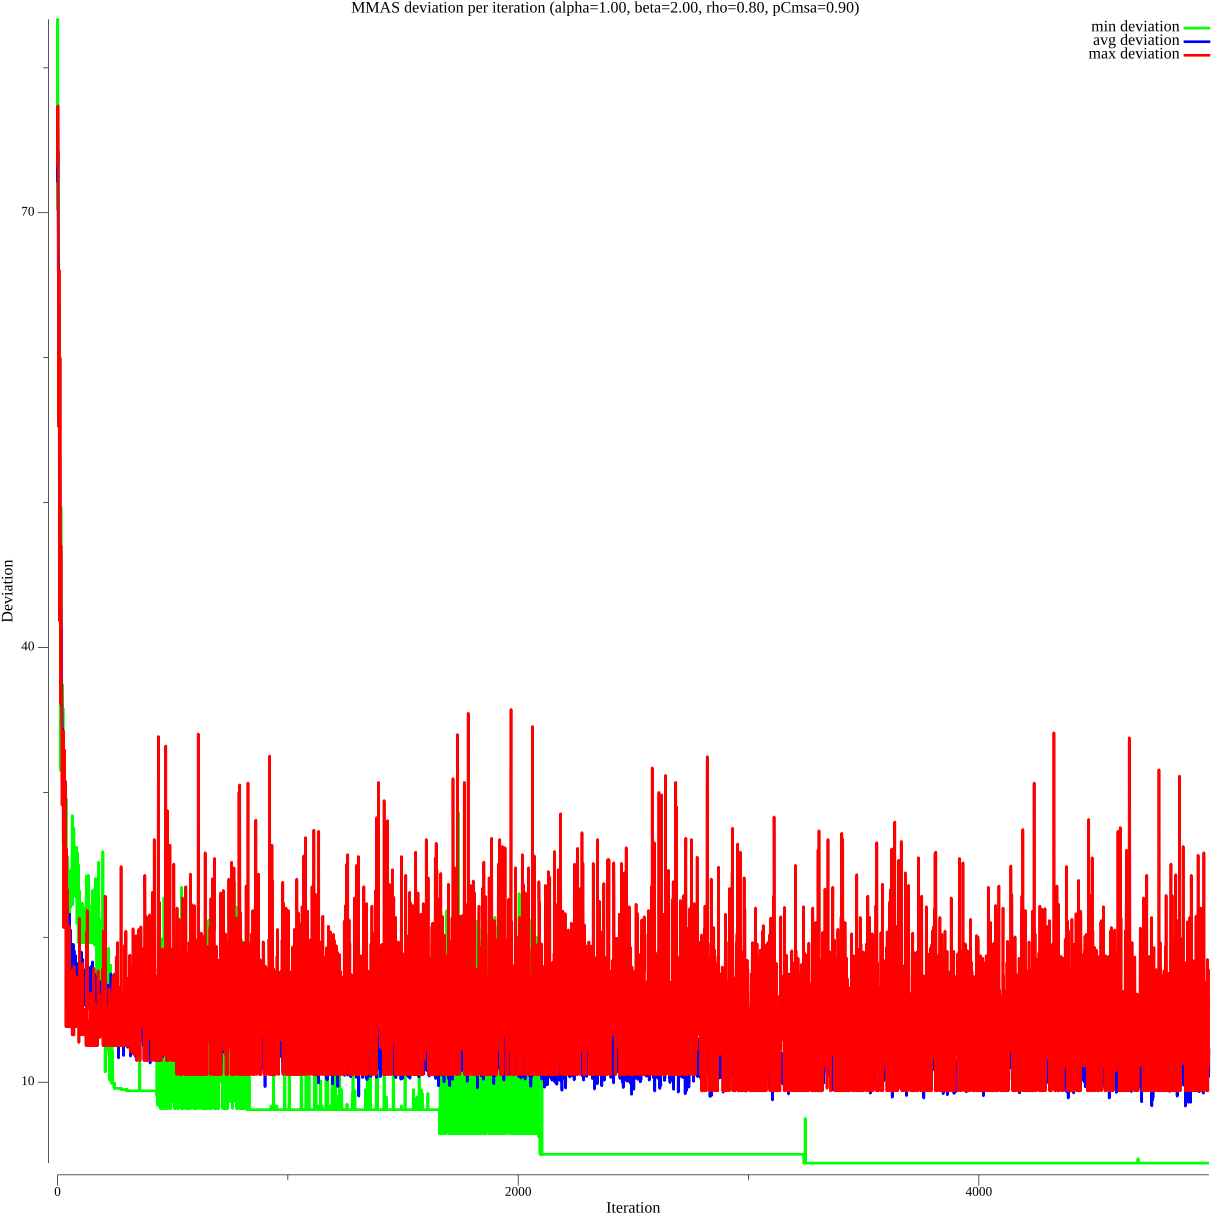 MMAS deviation per iteration (alpha=1.00, beta=2.00, rho=0.80, pCmsa=0.90)
min deviation
avg deviation
max deviation
70
40
10
Deviation
0
2000
4000
Iteration